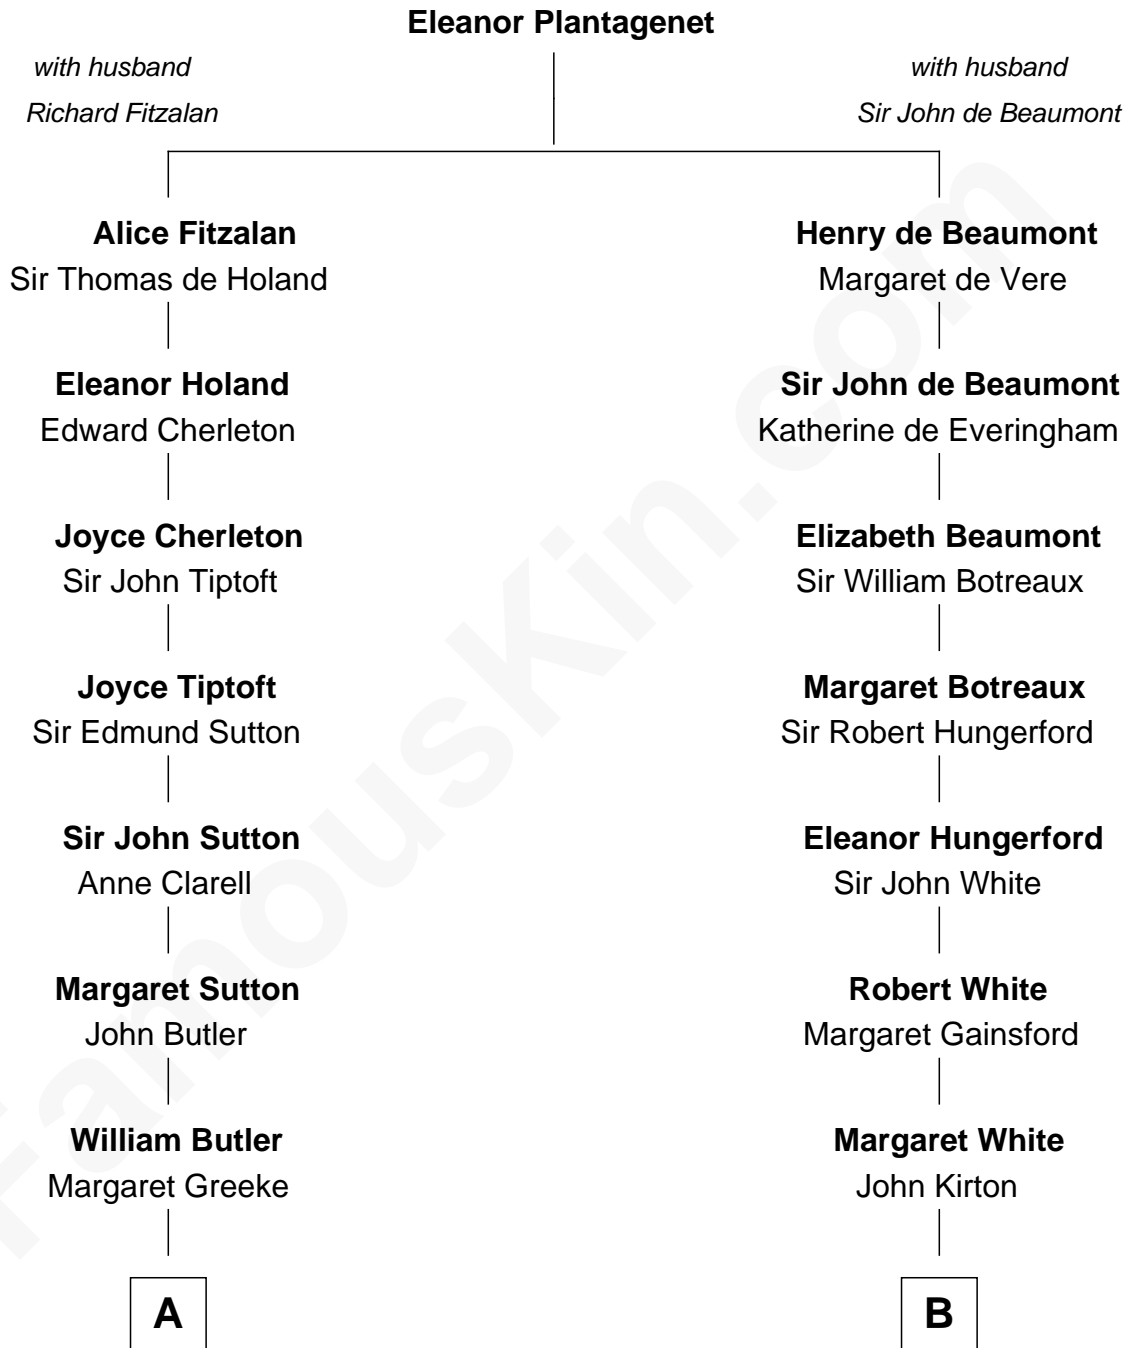 Eleanor Plantagenet
with husband
Richard Fitzalan
with husband
Sir John de Beaumont
Alice Fitzalan
Sir Thomas de Holand
Henry de Beaumont
Margaret de Vere
Eleanor Holand
Edward Cherleton
Sir John de Beaumont
Katherine de Everingham
Joyce Cherleton
Sir John Tiptoft
Elizabeth Beaumont
Sir William Botreaux
Joyce Tiptoft
Sir Edmund Sutton
Margaret Botreaux
Sir Robert Hungerford
Sir John Sutton
Anne Clarell
Eleanor Hungerford
Sir John White
Margaret Sutton
John Butler
Robert White
Margaret Gainsford
William Butler
Margaret Greeke
Margaret White
John Kirton
A
B
FamousKin.com